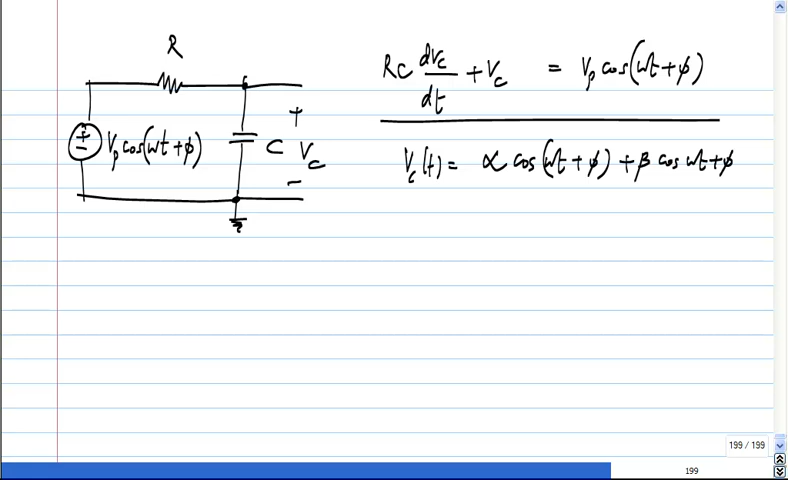 R
RC dVc/dt + Vc = Vp cos(ωt + φ)
Vp cos(ωt + φ)
+
C Vc
−
Vc(t) = α cos(ωt + φ) + β cos ωt + φ
199 / 199
199